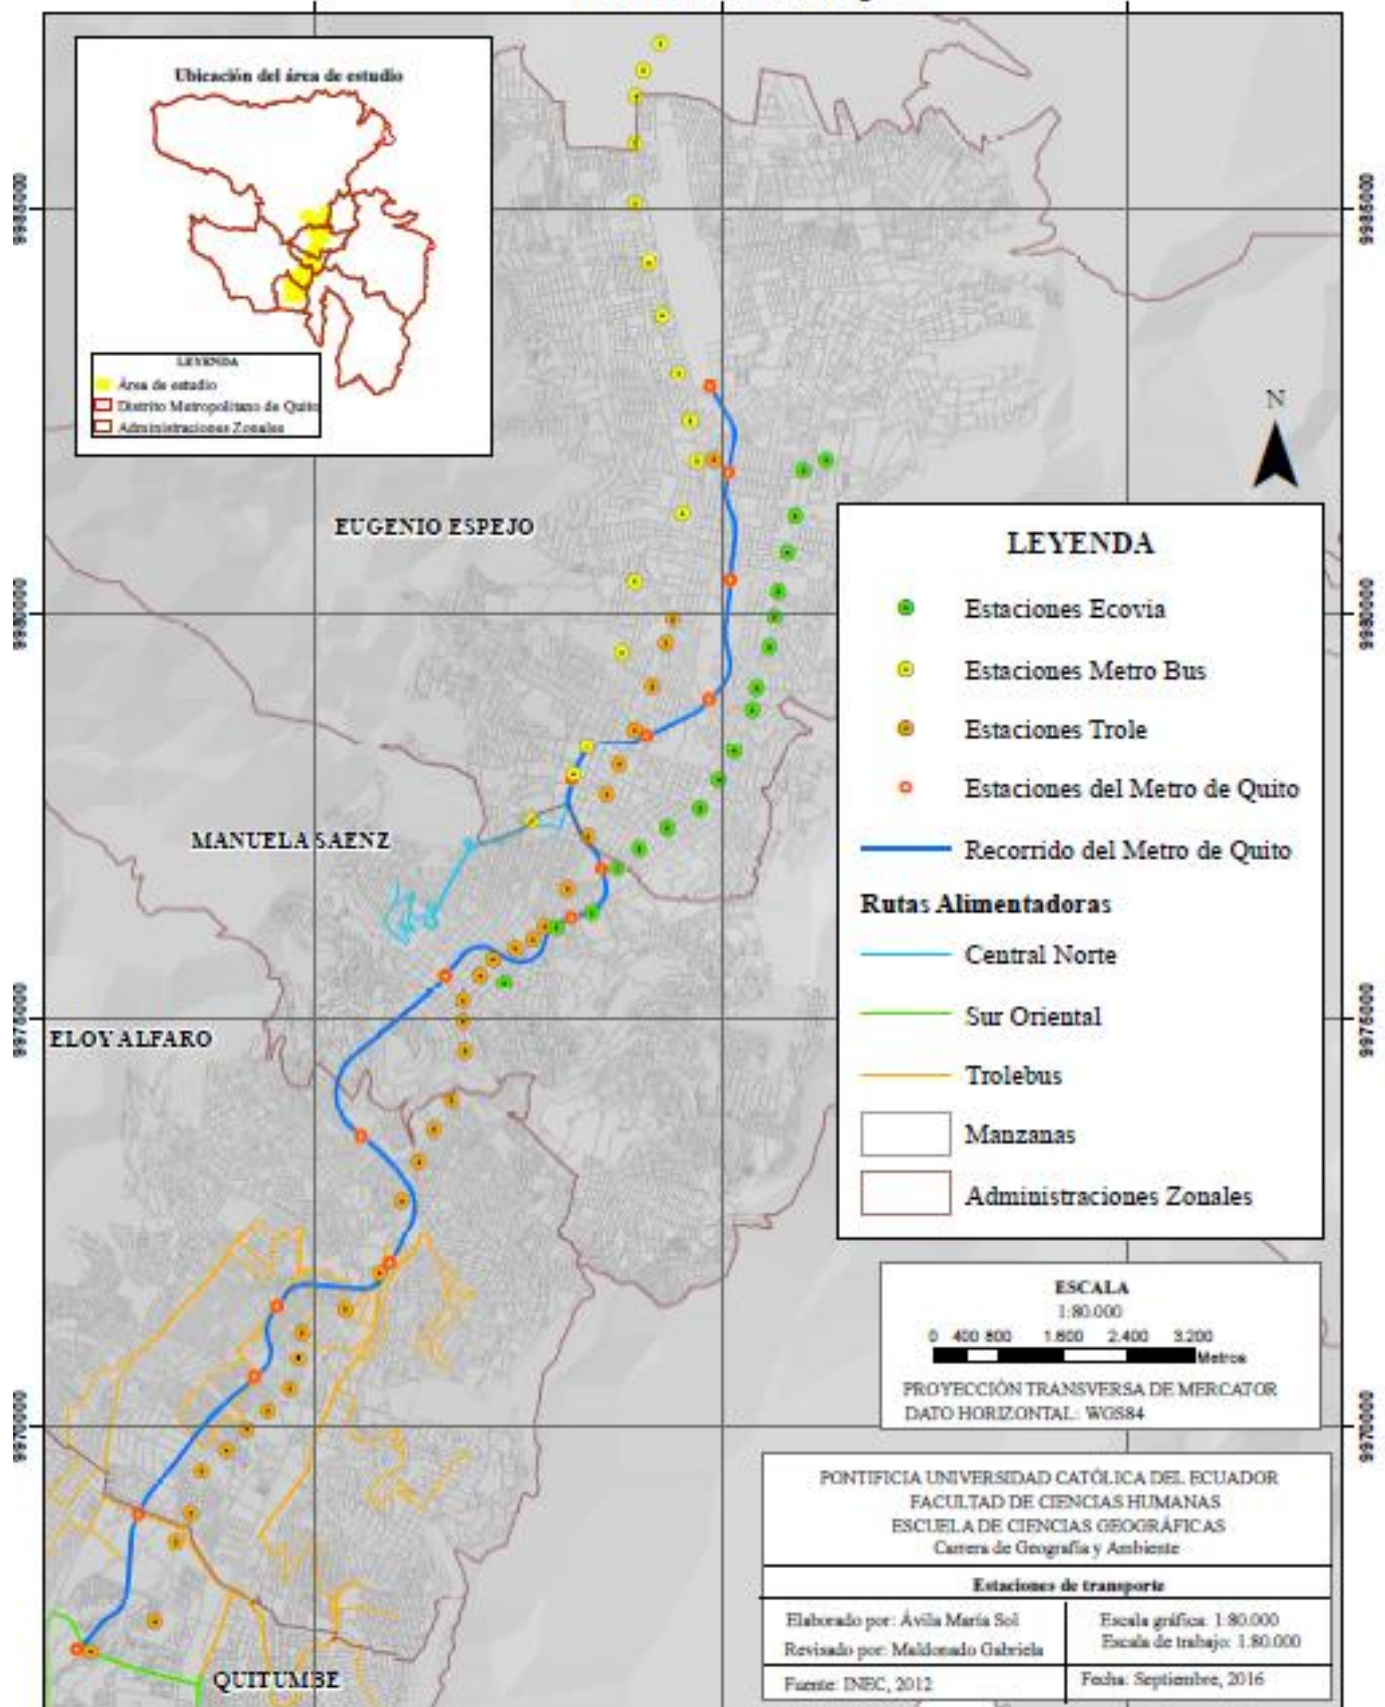 Ubicación del área de estudio
LEYENDA
Área de estudio
Distrito Metropolitano de Quito
Administraciones Zonales
9985000
9985000
N
EUGENIO ESPEJO
LEYENDA
Estaciones Ecovia
Estaciones Metro Bus
Estaciones Trole
Estaciones del Metro de Quito
Recorrido del Metro de Quito
Rutas Alimentadoras
Central Norte
Sur Oriental
Trolebus
Manzanas
Administraciones Zonales
9980000
9980000
MANUELA SAENZ
9975000
9975000
ELOY ALFARO
ESCALA
1:80.000
0 400 800 1.600 2.400 3.200
Metros
PROYECCIÓN TRANSVERSA DE MERCATOR
DATO HORIZONTAL: WGS84
9970000
9970000
PONTIFICIA UNIVERSIDAD CATÓLICA DEL ECUADOR
FACULTAD DE CIENCIAS HUMANAS
ESCUELA DE CIENCIAS GEOGRÁFICAS
Carrera de Geografía y Ambiente
Estaciones de transporte
Elaborado por: Ávila María Sol
Revisado por: Maldonado Gabriela
Escala gráfica: 1:80.000
Escala de trabajo: 1:80.000
Fuente: INEC, 2012
Fecha: Septiembre, 2016
QUITUMBE